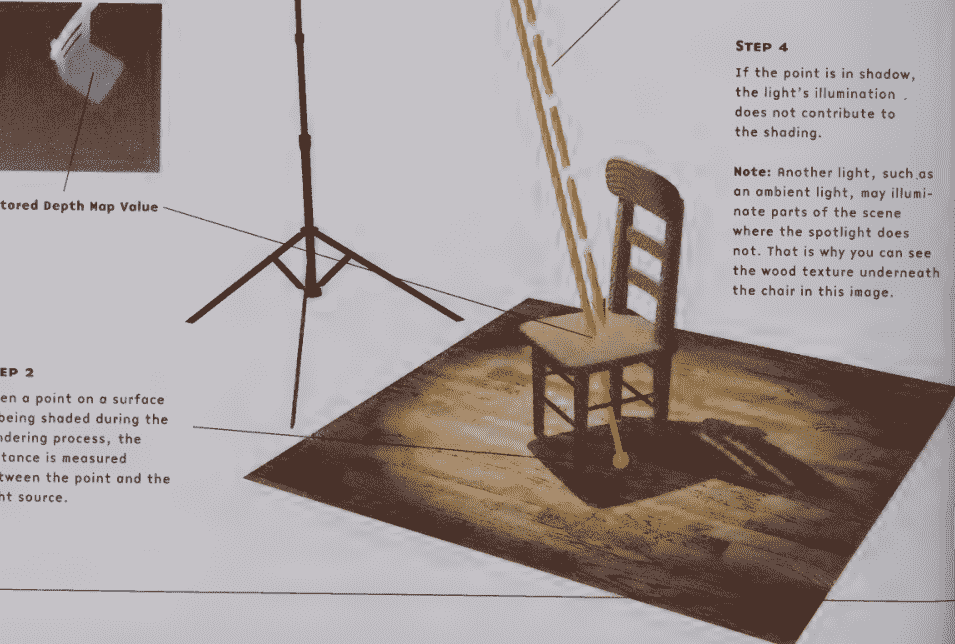 STEP 4
If the point is in shadow,
the light's illumination
does not contribute to
the shading.
Note: Another light, such as
an ambient light, may illumi-
nate parts of the scene
where the spotlight does
not. That is why you can see
the wood texture underneath
the chair in this image.
tored Depth Map Value
EP 2
en a point on a surface
being shaded during the
ndering process, the
tance is measured
tween the point and the
ht source.